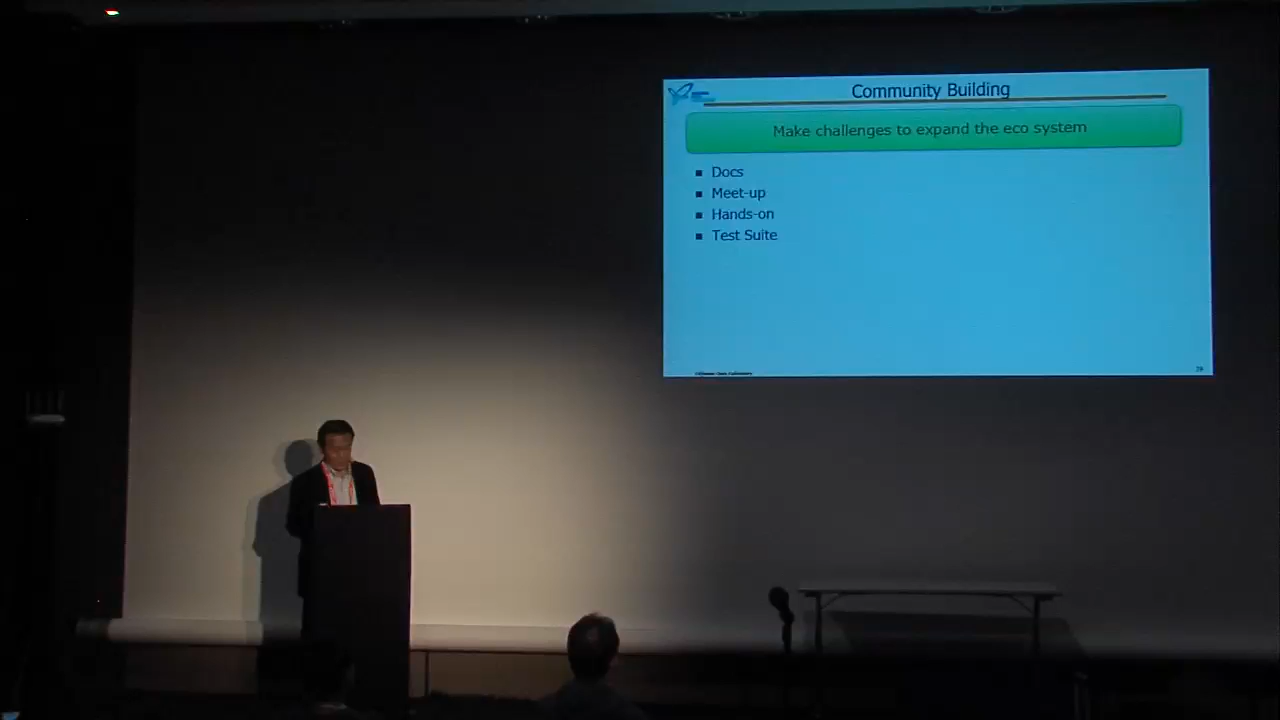 Community Building
Make challenges to expand the eco system
Docs
Meet-up
Hands-on
Test Suite